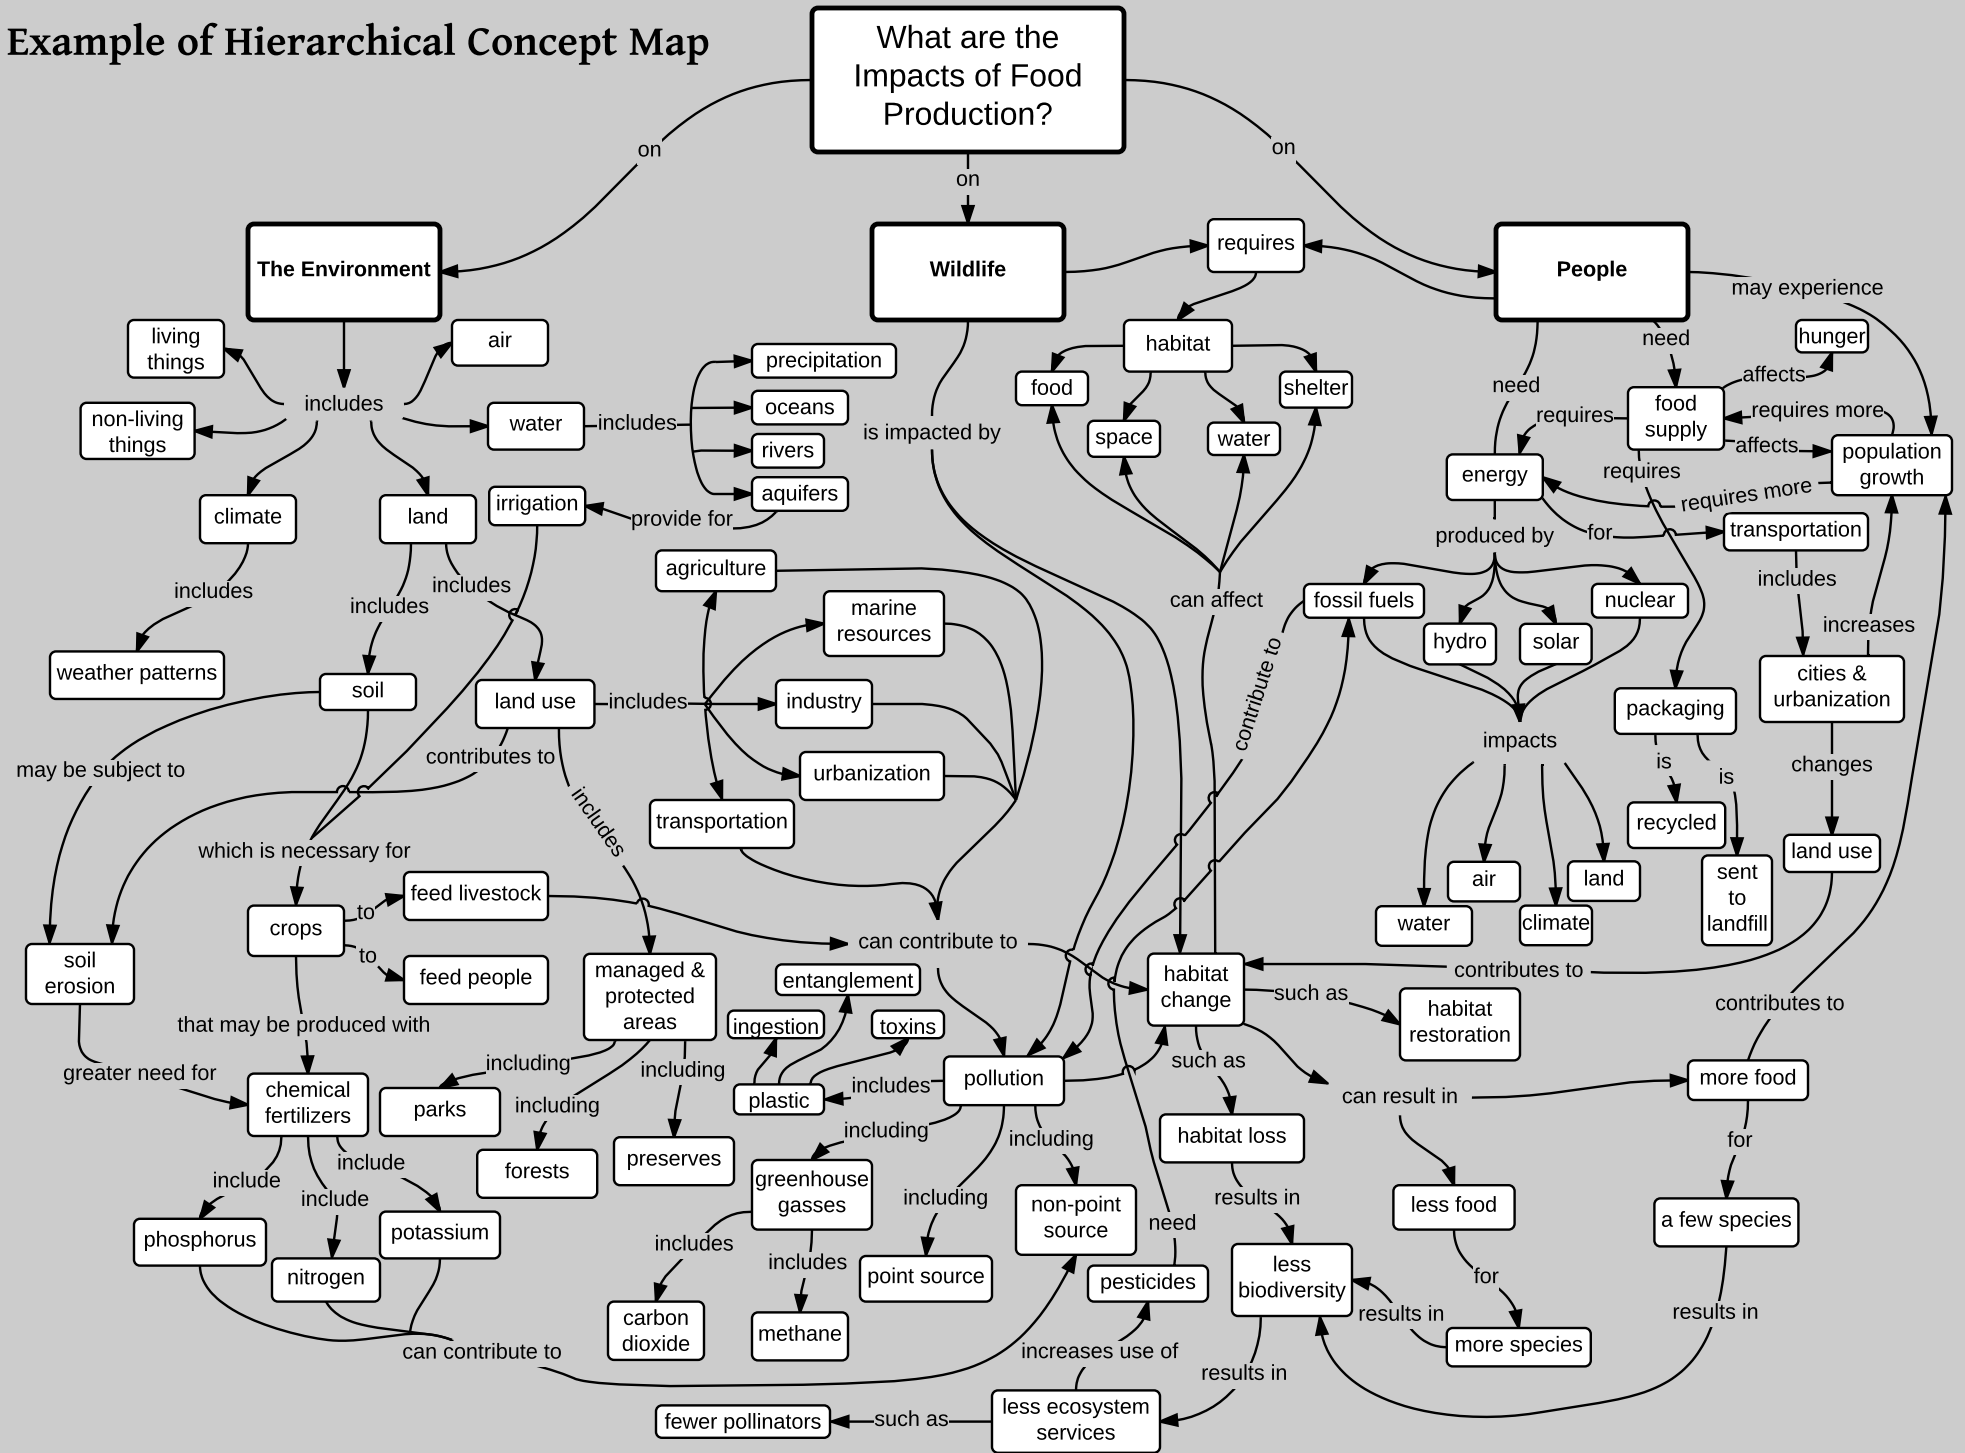 Example of Hierarchical Concept Map
What are the
Impacts of Food
Production?
on
on
on
The Environment
Wildlife
requires
People
may experience
living
things
air
includes
non-living
things
water
includes
precipitation
oceans
rivers
aquifers
provide for
irrigation
climate
land
includes
weather patterns
includes
includes
soil
land use
includes
agriculture
marine
resources
industry
urbanization
transportation
is impacted by
habitat
food
space
water
shelter
can affect
need
need
food
supply
hunger
affects
requires more
affects
population
growth
requires
requires
energy
requires more
produced by
for
transportation
fossil fuels
hydro
solar
nuclear
includes
increases
cities &
urbanization
contribute to
impacts
packaging
is
is
recycled
sent
to
landfill
changes
land use
water
air
climate
land
may be subject to
contributes to
includes
which is necessary for
crops
to
feed livestock
to
feed people
soil
erosion
that may be produced with
greater need for
chemical
fertilizers
include
include
include
phosphorus
nitrogen
potassium
can contribute to
managed &
protected
areas
including
including
including
parks
forests
preserves
can contribute to
entanglement
ingestion
toxins
plastic
includes
pollution
including
including
including
greenhouse
gasses
includes
includes
carbon
dioxide
methane
point source
non-point
source
habitat
change
contributes to
such as
habitat
restoration
such as
habitat loss
results in
can result in
contributes to
more food
for
a few species
results in
less food
for
more species
results in
less
biodiversity
results in
need
pesticides
increases use of
less ecosystem
services
such as
fewer pollinators